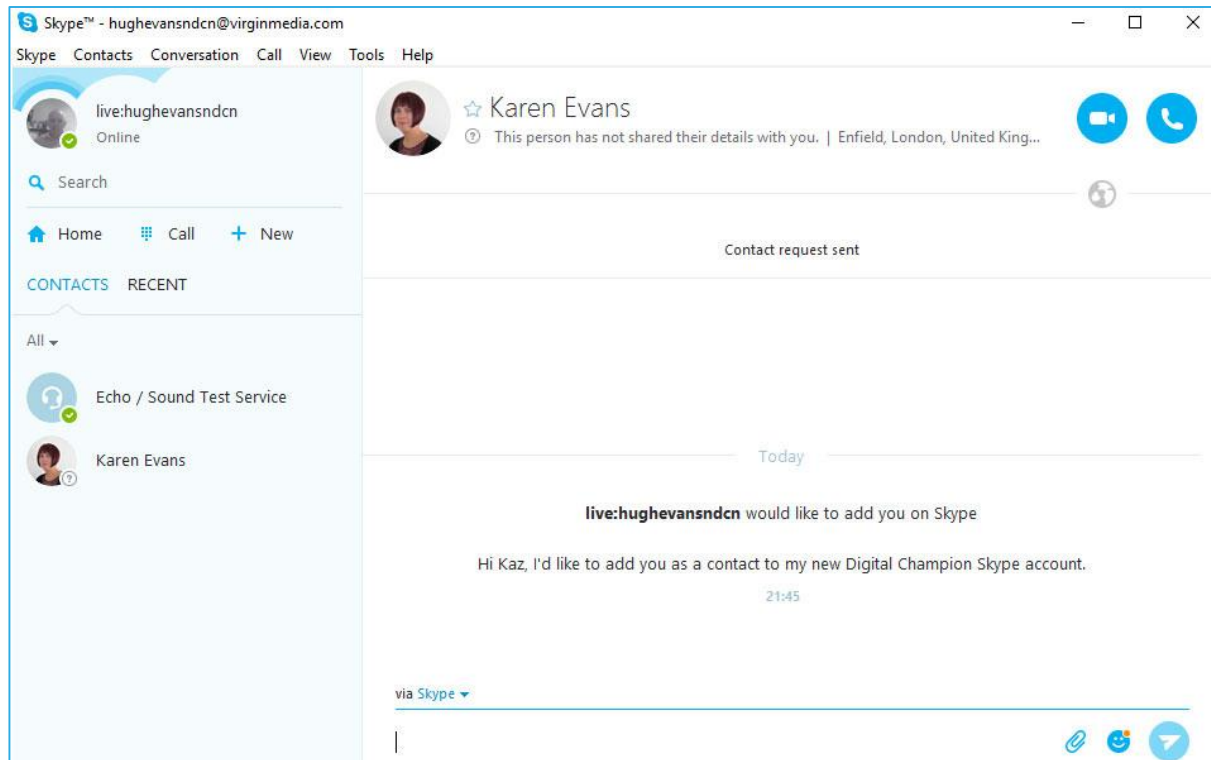 Skype™ - hughevansndcn@virginmedia.com
Skype Contacts Conversation Call View Tools Help
live:hughevansndcn
Online
Search
Home Call New
CONTACTS RECENT
All
Echo / Sound Test Service
Karen Evans
Karen Evans
This person has not shared their details with you. | Enfield, London, United King...
Contact request sent
Today
live:hughevansndcn would like to add you on Skype
Hi Kaz, I'd like to add you as a contact to my new Digital Champion Skype account.
21:45
via Skype